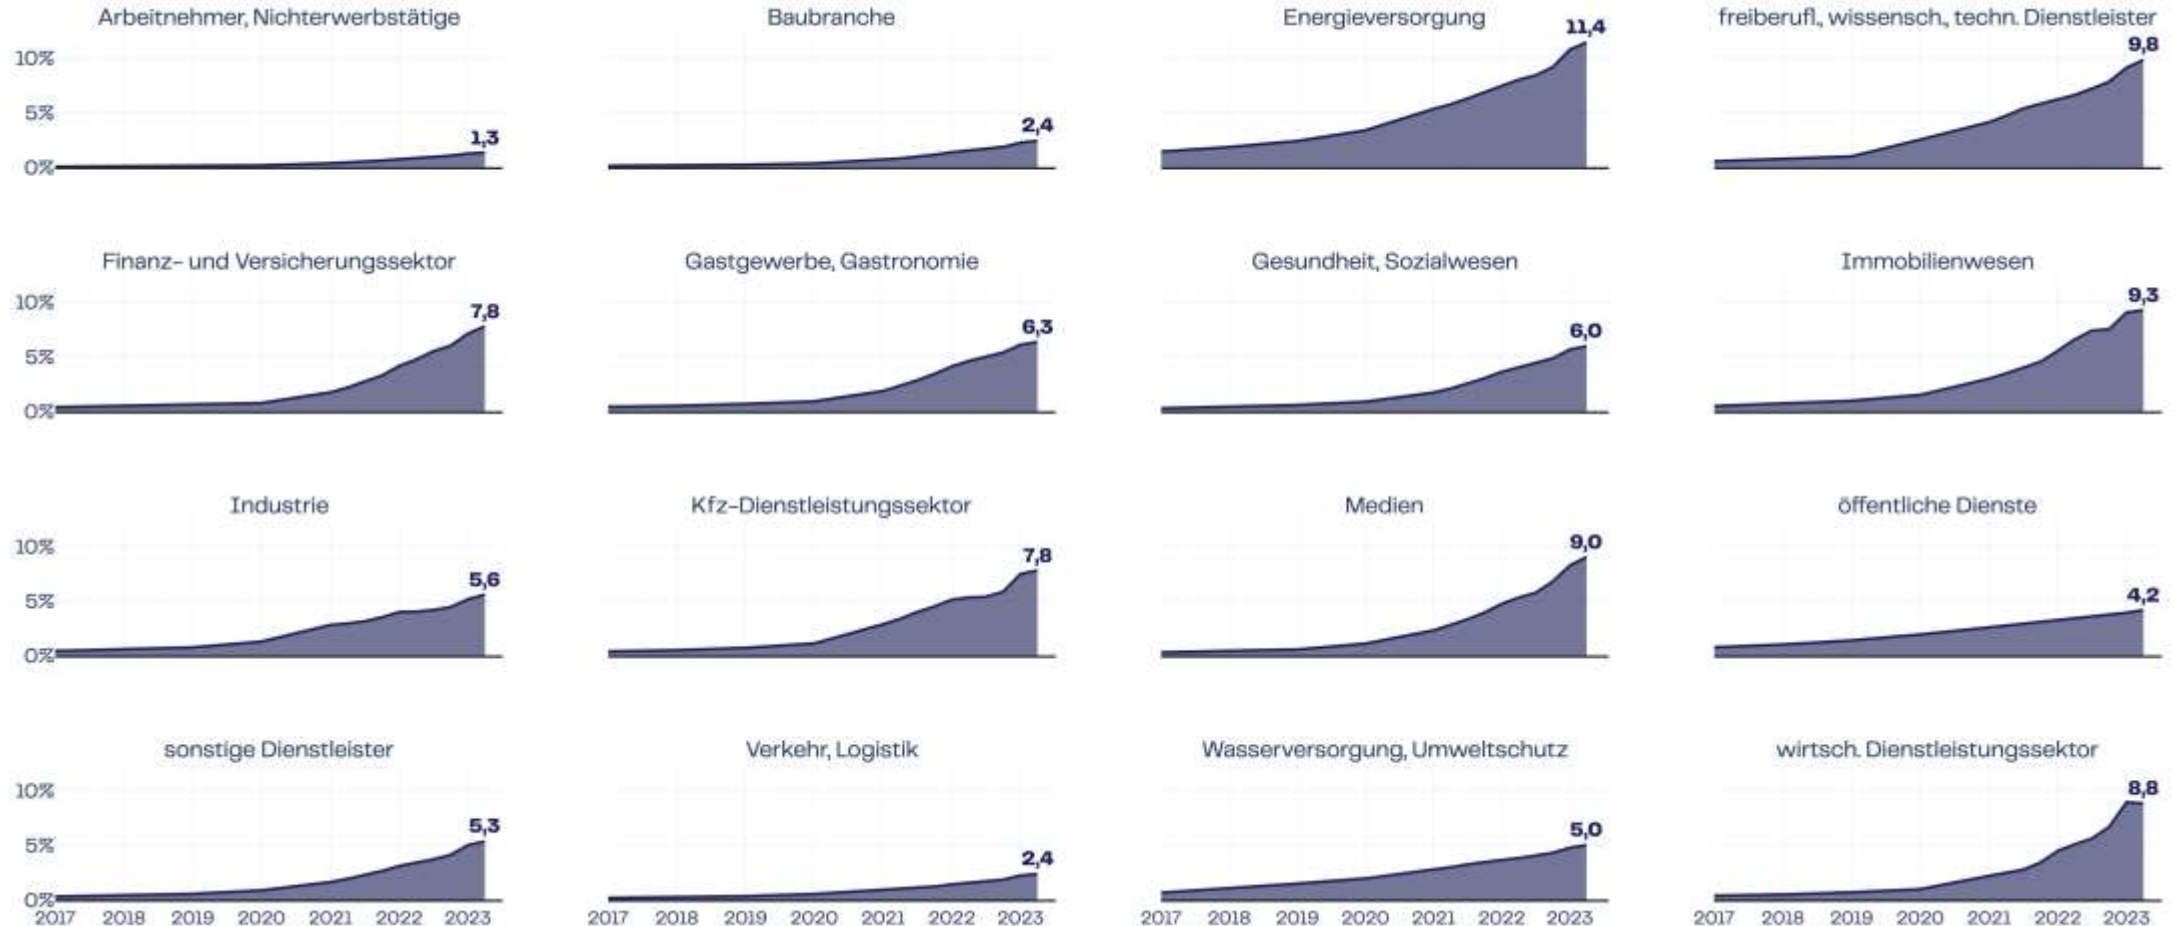 Arbeitnehmer, Nichterwerbstätige
10%
5%
0%
1,3
Baubranche
2,4
Energieversorgung
11,4
freiberufl., wissensch., techn. Dienstleister
9,8
Finanz- und Versicherungssektor
10%
5%
0%
7,8
Gastgewerbe, Gastronomie
6,3
Gesundheit, Sozialwesen
6,0
Immobilienwesen
9,3
Industrie
10%
5%
0%
5,6
Kfz-Dienstleistungssektor
7,8
Medien
9,0
öffentliche Dienste
4,2
sonstige Dienstleister
10%
5%
0%
5,3
2017 2018 2019 2020 2021 2022 2023
Verkehr, Logistik
2,4
2017 2018 2019 2020 2021 2022 2023
Wasserversorgung, Umweltschutz
5,0
2017 2018 2019 2020 2021 2022 2023
wirtsch. Dienstleistungssektor
8,8
2017 2018 2019 2020 2021 2022 2023